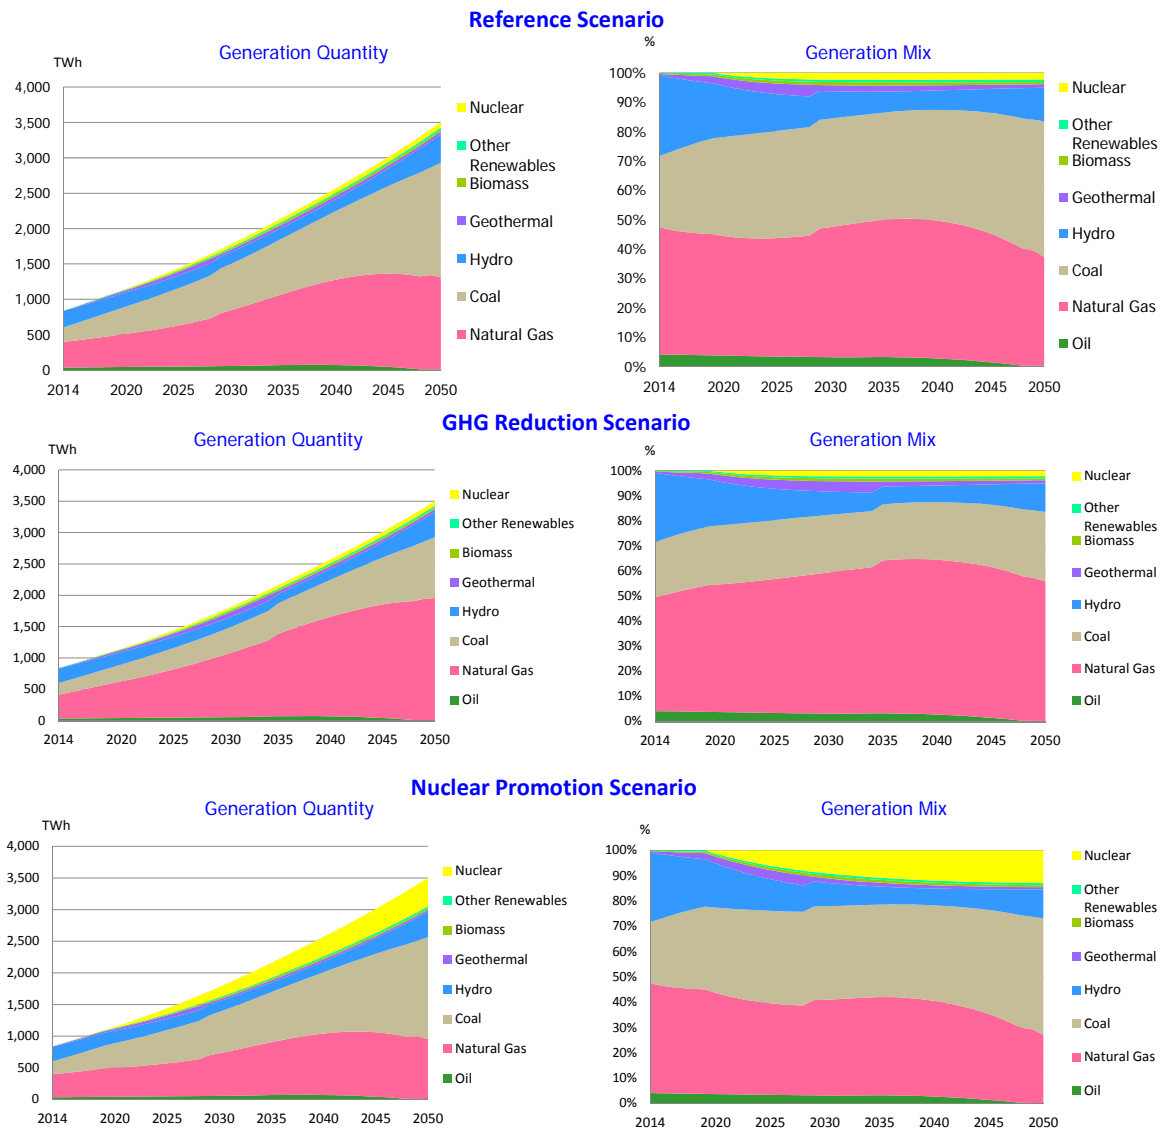 Reference Scenario
Generation Quantity
TWh
4,000
3,500
3,000
2,500
2,000
1,500
1,000
500
0
2014 2020 2025 2030 2035 2040 2045 2050
Nuclear
Other
Renewables
Biomass
Geothermal
Hydro
Coal
Natural Gas
Oil
%
Generation Mix
100%
90%
80%
70%
60%
50%
40%
30%
20%
10%
0%
2014 2020 2025 2030 2035 2040 2045 2050
Nuclear
Other
Renewables
Biomass
Geothermal
Hydro
Coal
Natural Gas
GHG Reduction Scenario
Generation Quantity
TWh
4,000
3,500
3,000
2,500
2,000
1,500
1,000
500
0
2014 2020 2025 2030 2035 2040 2045 2050
Nuclear
Other Renewables
Biomass
Geothermal
Hydro
Coal
Natural Gas
Oil
Generation Mix
%
100%
90%
80%
70%
60%
50%
40%
30%
20%
10%
0%
2014 2020 2025 2030 2035 2040 2045 2050
Nuclear
Other
Renewables
Biomass
Geothermal
Hydro
Coal
Natural Gas
Oil
Nuclear Promotion Scenario
Generation Quantity
TWh
4,000
3,500
3,000
2,500
2,000
1,500
1,000
500
0
2014 2020 2025 2030 2035 2040 2045 2050
Nuclear
Other Renewables
Biomass
Geothermal
Hydro
Coal
Natural Gas
Oil
Generation Mix
%
100%
90%
80%
70%
60%
50%
40%
30%
20%
10%
0%
2014 2020 2025 2030 2035 2040 2045 2050
Nuclear
Other
Renewables
Biomass
Geothermal
Hydro
Coal
Natural Gas
Oil